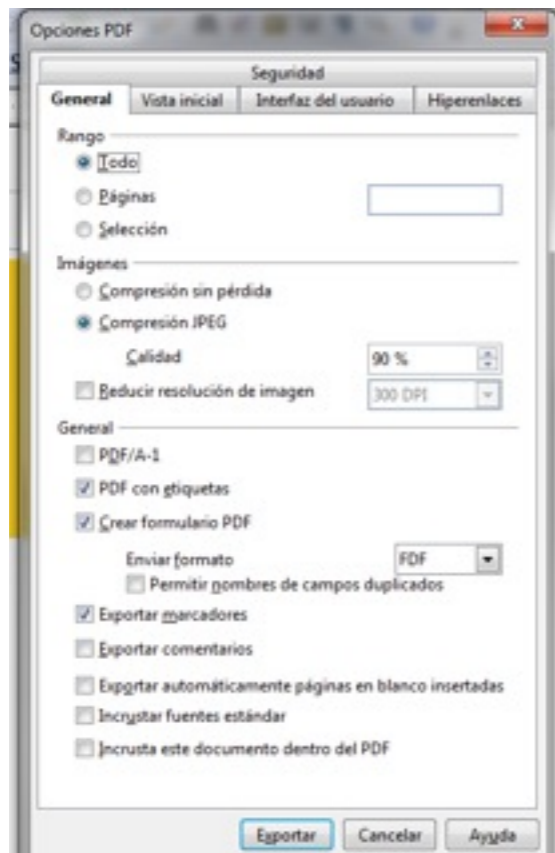 Opciones PDF
Seguridad
General Vista inicial Interfaz del usuario Hiperenlaces
Rango
Todo
Páginas
Selección
Imágenes
Compresión sin pérdida
Compresión JPEG
Calidad 90 %
Reducir resolución de imagen 300 DPI
General
PDF/A-1
PDF con etiquetas
Crear formulario PDF
Enviar formato FDF
Permitir nombres de campos duplicados
Exportar marcadores
Exportar comentarios
Exportar automáticamente páginas en blanco insertadas
Incrustar fuentes estándar
Incrusta este documento dentro del PDF
Exportar Cancelar Ayuda